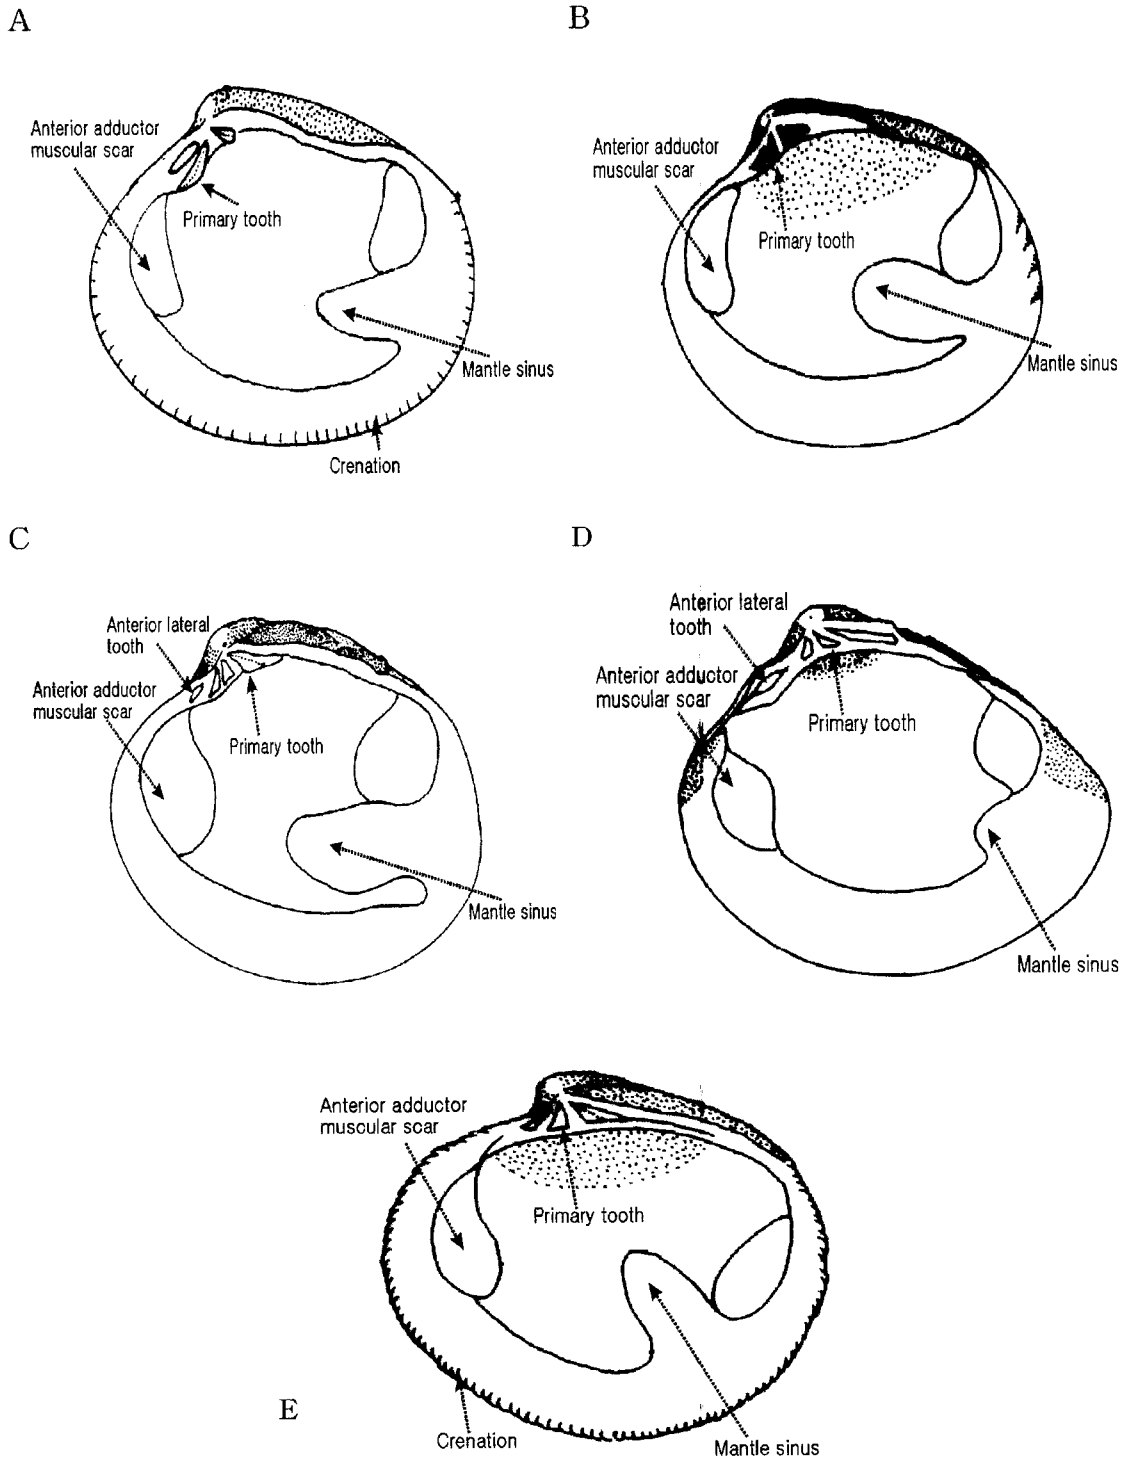 A
B
Anterior adductor
muscular scar
Primary tooth
Mantle sinus
Crenation
Anterior adductor
muscular scar
Primary tooth
Mantle sinus
C
D
Anterior lateral
tooth
Anterior adductor
muscular scar
Primary tooth
Mantle sinus
Anterior lateral
tooth
Anterior adductor
muscular scar
Primary tooth
Mantle sinus
Anterior adductor
muscular scar
Primary tooth
E
Crenation
Mantle sinus